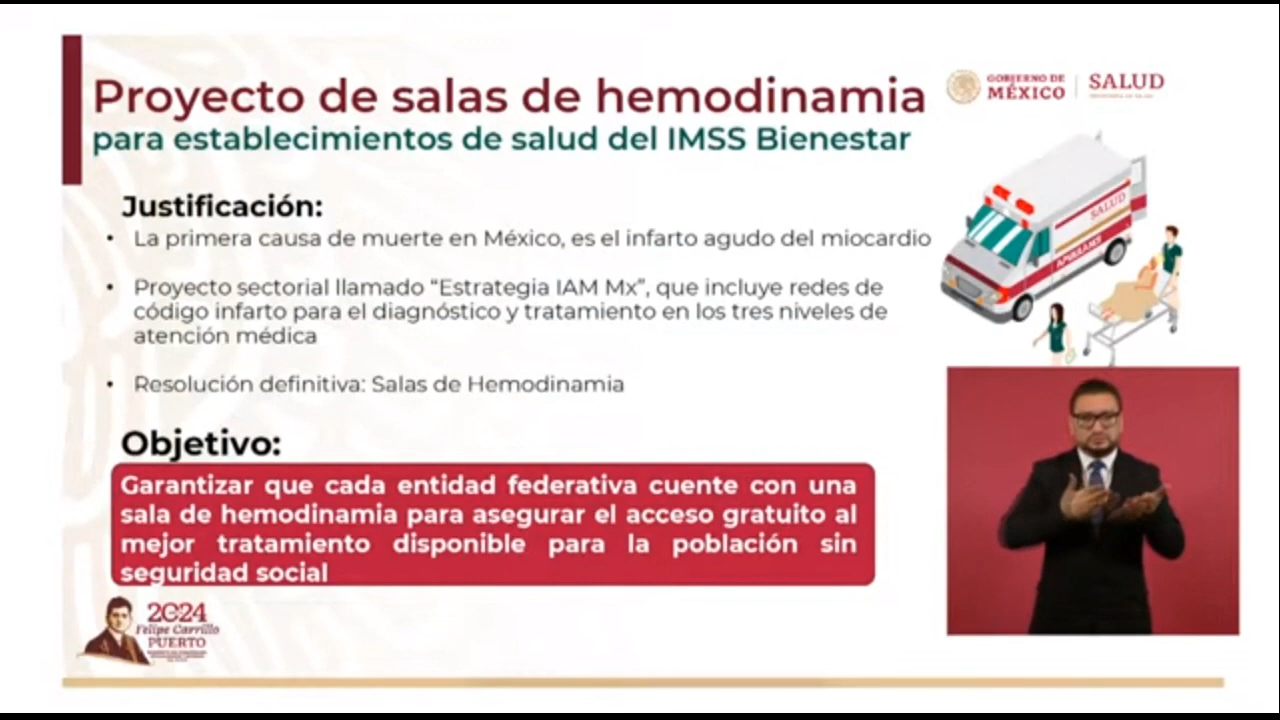 Proyecto de salas de hemodinamia
para establecimientos de salud del IMSS Bienestar
GOBIERNO DE
MÉXICO
SALUD
Justificación:
• La primera causa de muerte en México, es el infarto agudo del miocardio
• Proyecto sectorial llamado “Estrategia IAM Mx”, que incluye redes de
código infarto para el diagnóstico y tratamiento en los tres niveles de
atención médica
• Resolución definitiva: Salas de Hemodinamia
SALUD
Objetivo:
Garantizar que cada entidad federativa cuente con una
sala de hemodinamia para asegurar el acceso gratuito al
mejor tratamiento disponible para la población sin
seguridad social
2024
Felipe Carrillo
PUERTO